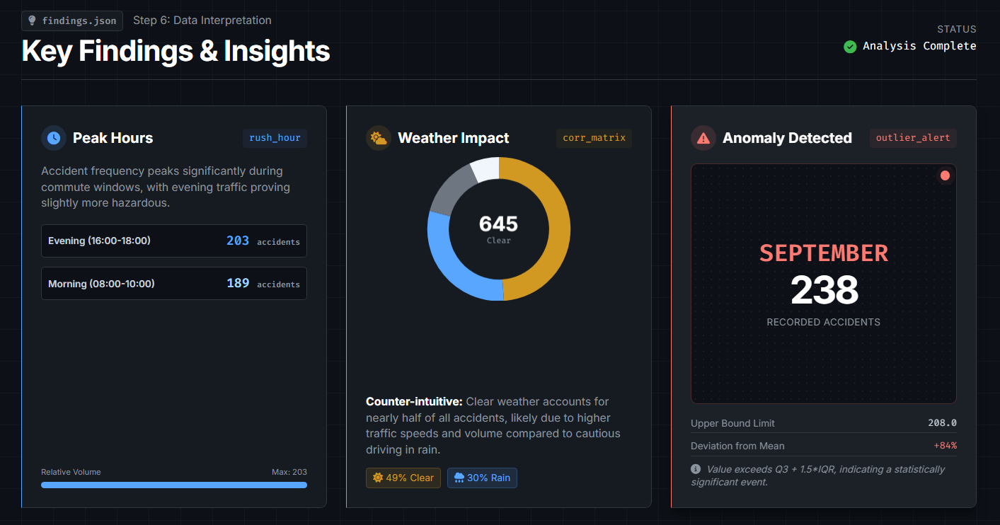 findings.json Step 6: Data Interpretation
Key Findings & Insights
STATUS
Analysis Complete
Peak Hours rush_hour
Accident frequency peaks significantly during
commute windows, with evening traffic proving
slightly more hazardous.
Evening (16:00-18:00) 203 accidents
Morning (08:00-10:00) 189 accidents
Relative Volume Max: 203
Weather Impact corr_matrix
645
Clear
Counter-intuitive: Clear weather accounts for
nearly half of all accidents, likely due to higher
traffic speeds and volume compared to cautious
driving in rain.
49% Clear 30% Rain
Anomaly Detected outlier_alert
SEPTEMBER
238
RECORDED ACCIDENTS
Upper Bound Limit 208.0
Deviation from Mean +84%
Value exceeds Q3 + 1.5*IQR, indicating a statistically
significant event.